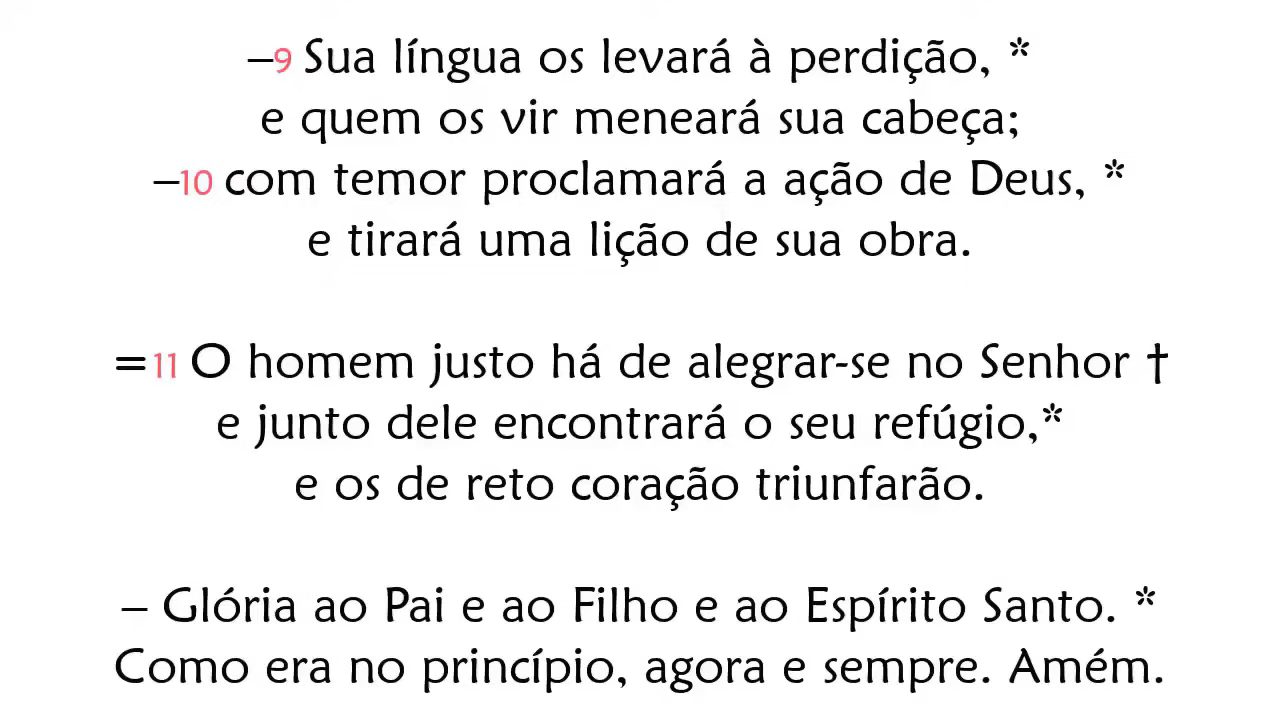 –9 Sua língua os levará à perdição, *
e quem os vir meneará sua cabeça;
–10 com temor proclamará a ação de Deus, *
e tirará uma lição de sua obra.
=11 O homem justo há de alegrar-se no Senhor †
e junto dele encontrará o seu refúgio,*
e os de reto coração triunfarão.
– Glória ao Pai e ao Filho e ao Espírito Santo. *
Como era no princípio, agora e sempre. Amém.